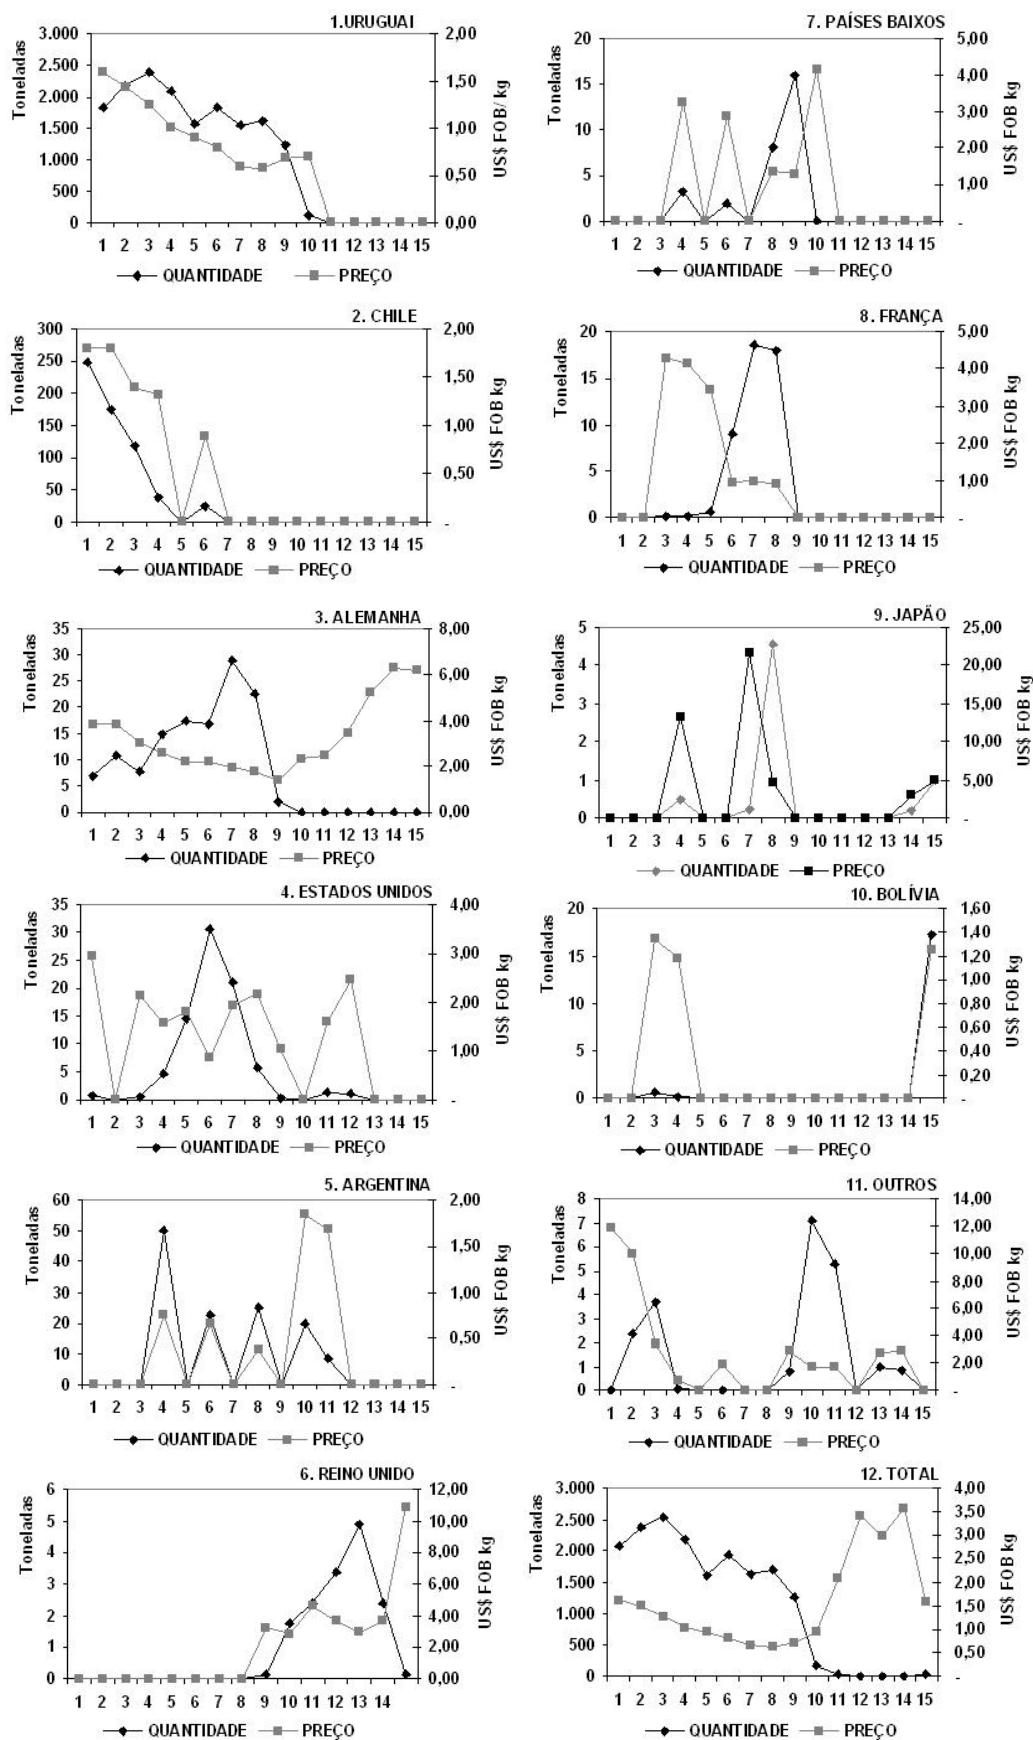 1.URUGUAI
Toneladas
3.000
2.500
2.000
1.500
1.000
500
0
2,00
1,50
1,00
0,50
0,00
US$ FOB/ kg
1 2 3 4 5 6 7 8 9 10 11 12 13 14 15
QUANTIDADE PREÇO
7. PAÍSES BAIXOS
Toneladas
20
15
10
5
0
5,00
4,00
3,00
2,00
1,00
-
US$ FOB kg
1 2 3 4 5 6 7 8 9 10 11 12 13 14 15
QUANTIDADE PREÇO
2. CHILE
Toneladas
300
250
200
150
100
50
0
2,00
1,50
1,00
0,50
-
US$ FOB kg
1 2 3 4 5 6 7 8 9 10 11 12 13 14 15
QUANTIDADE PREÇO
8. FRANÇA
Toneladas
20
15
10
5
0
5,00
4,00
3,00
2,00
1,00
-
US$ FOB kg
1 2 3 4 5 6 7 8 9 10 11 12 13 14 15
QUANTIDADE PREÇO
3. ALEMANHA
Toneladas
35
30
25
20
15
10
5
0
8,00
6,00
4,00
2,00
0,00
US$ FOB kg
1 2 3 4 5 6 7 8 9 10 11 12 13 14 15
QUANTIDADE PREÇO
9. JAPÃO
Toneladas
5
4
3
2
1
0
25,00
20,00
15,00
10,00
5,00
-
US$ FOB kg
1 2 3 4 5 6 7 8 9 10 11 12 13 14 15
QUANTIDADE PREÇO
4. ESTADOS UNIDOS
Toneladas
35
30
25
20
15
10
5
0
4,00
3,00
2,00
1,00
-
US$ FOB kg
1 2 3 4 5 6 7 8 9 10 11 12 13 14 15
QUANTIDADE PREÇO
10. BOLÍVIA
Toneladas
20
15
10
5
0
1,60
1,40
1,20
1,00
0,80
0,60
0,40
0,20
-
US$ FOB kg
1 2 3 4 5 6 7 8 9 10 11 12 13 14 15
QUANTIDADE PREÇO
5. ARGENTINA
Toneladas
60
50
40
30
20
10
0
2,00
1,50
1,00
0,50
-
US$ FOB kg
1 2 3 4 5 6 7 8 9 10 11 12 13 14 15
QUANTIDADE PREÇO
11. OUTROS
Toneladas
8
7
6
5
4
3
2
1
0
14,00
12,00
10,00
8,00
6,00
4,00
2,00
-
US$ FOB kg
1 2 3 4 5 6 7 8 9 10 11 12 13 14 15
QUANTIDADE PREÇO
6. REINO UNIDO
Toneladas
6
5
4
3
2
1
0
12,00
10,00
8,00
6,00
4,00
2,00
0,00
US$ FOB kg
1 2 3 4 5 6 7 8 9 10 11 12 13 14
QUANTIDADE PREÇO
12. TOTAL
Toneladas
3.000
2.500
2.000
1.500
1.000
500
0
4,00
3,50
3,00
2,50
2,00
1,50
1,00
0,50
-
US$ FOB kg
1 2 3 4 5 6 7 8 9 10 11 12 13 14 15
QUANTIDADE PREÇO